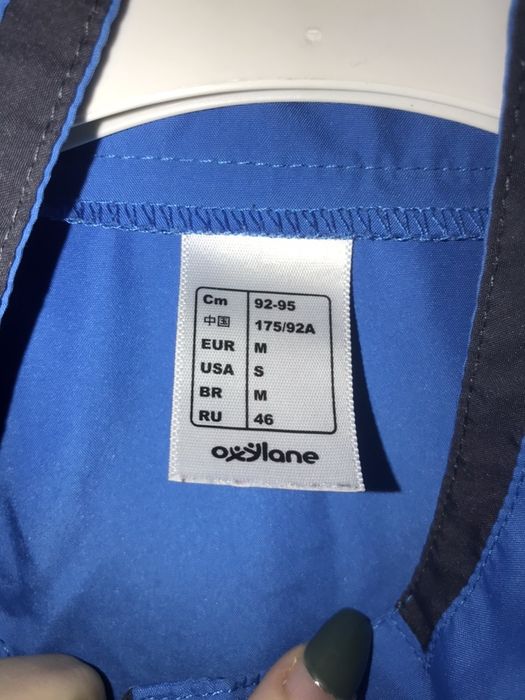 Cm 92-95
中国 175/92A
EUR M
USA S
BR M
RU 46
oxylane